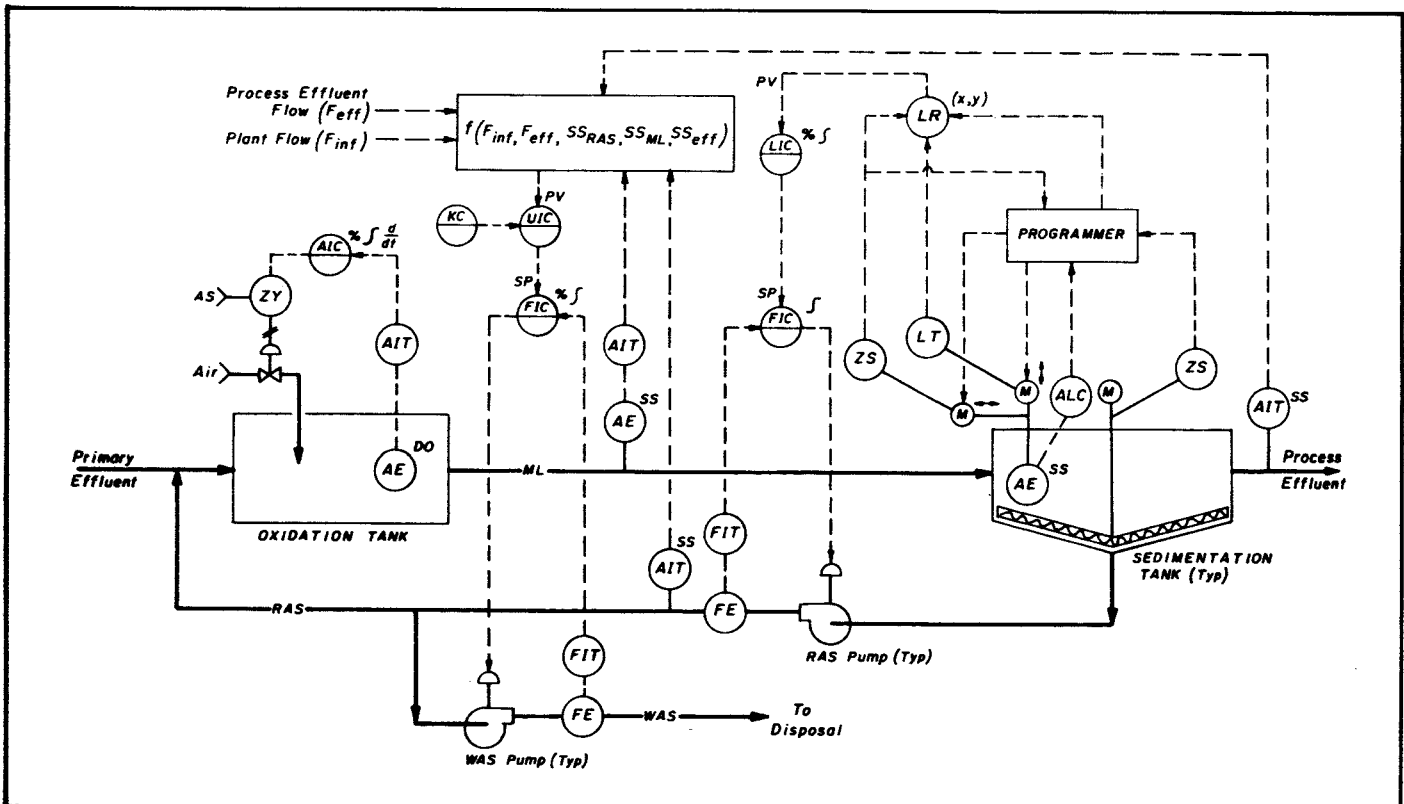 Process Effluent
Flow (Feff)
Plant Flow (Finf)
f(Finf, Feff, SSRAS, SSML, SSeff)
PV
LR
(x,y)
LIC
% ∫
PROGRAMMER
KC
PV
UIC
AIC
% ∫ d/dt
AS
ZY
SP
FIC
% ∫
SP
FIC
∫
AIT
AIT
LT
ZS
ZS
M
M
ALC
M
Air
AE
SS
AIT
SS
Primary
Effluent
AE
DO
ML
AE
SS
Process
Effluent
OXIDATION TANK
FIT
SEDIMENTATION
TANK (Typ)
AIT
SS
RAS
FE
RAS Pump (Typ)
FIT
FE
WAS
To
Disposal
WAS Pump (Typ)